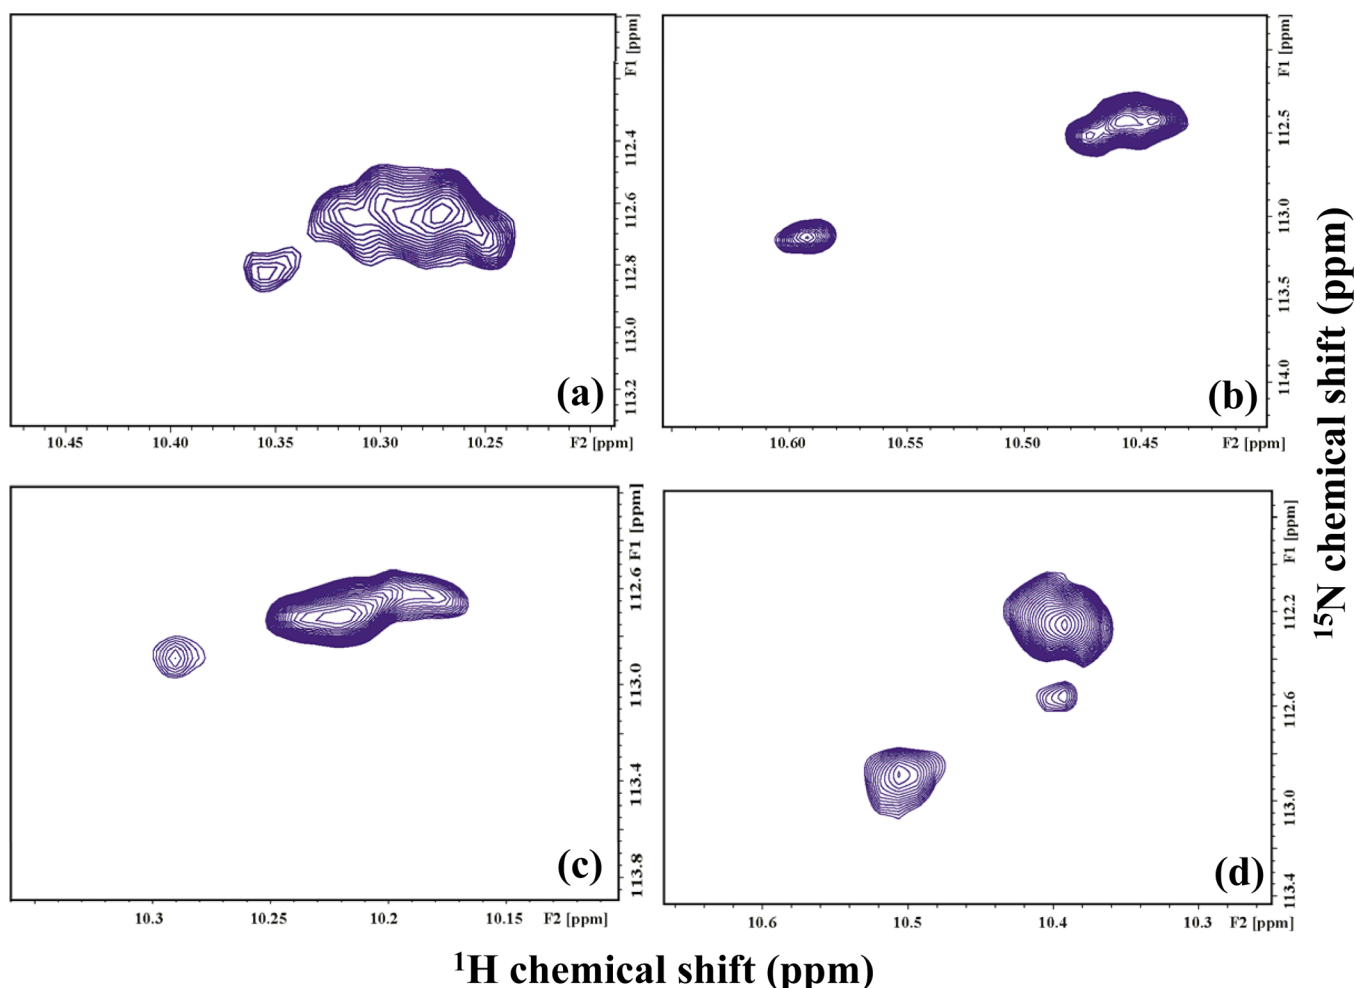 F1 [ppm]
112.4
112.6
112.8
113.0
113.2
(a)
10.45 10.40 10.35 10.30 10.25 F2 [ppm]
F1 [ppm]
112.5
113.0
113.5
114.0
(b)
10.60 10.55 10.50 10.45 F2 [ppm]
F1 [ppm]
112.6
113.0
113.4
113.8
(c)
10.3 10.25 10.2 10.15 F2 [ppm]
F1 [ppm]
112.2
112.6
113.0
113.4
(d)
10.6 10.5 10.4 10.3 F2 [ppm]
¹⁵N chemical shift (ppm)
¹H chemical shift (ppm)